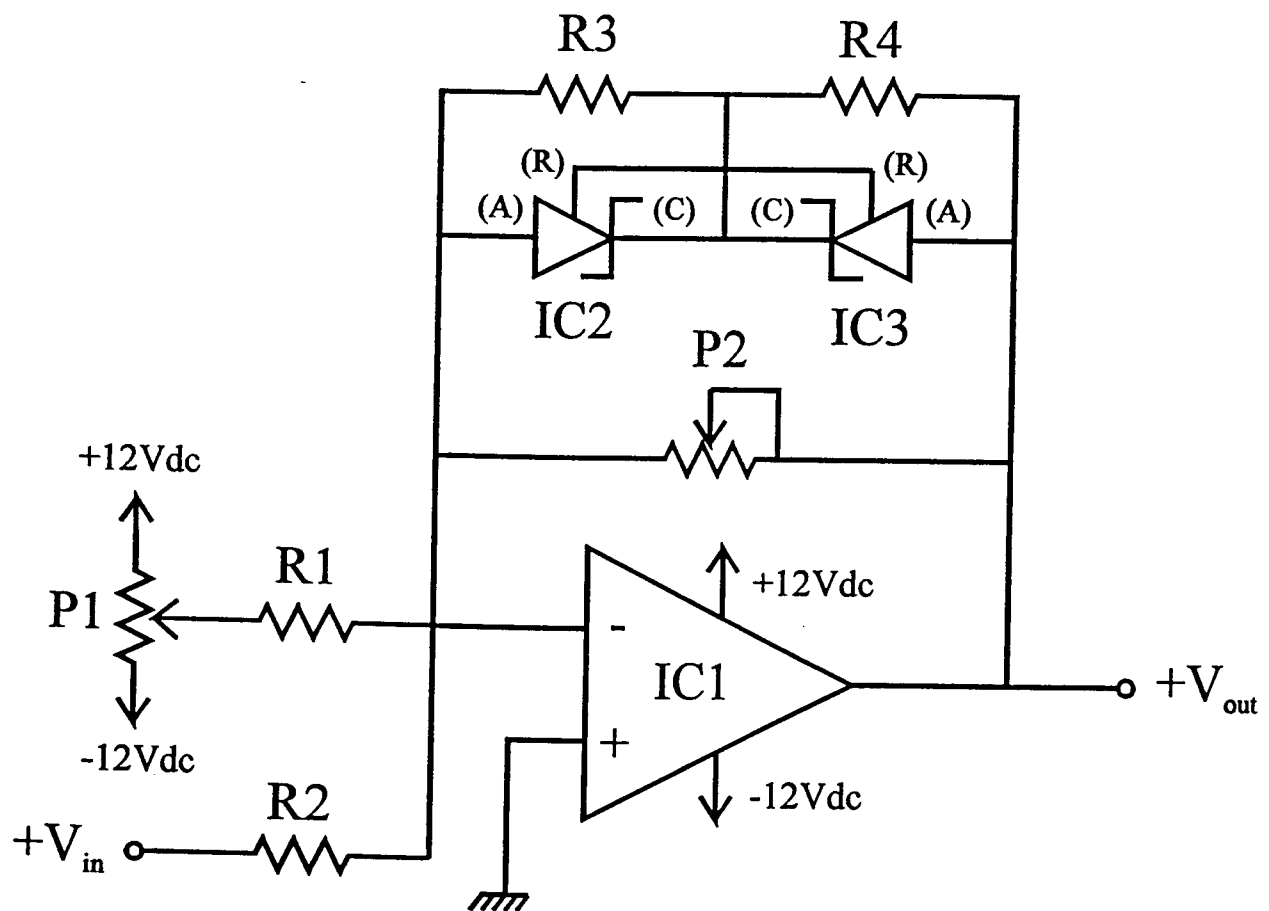 R3
R4
(R)
(R)
(A)
(C)
(C)
(A)
IC2
IC3
P2
+12Vdc
R1
P1
-12Vdc
+12Vdc
-
IC1
+
-12Vdc
+Vout
R2
+Vin